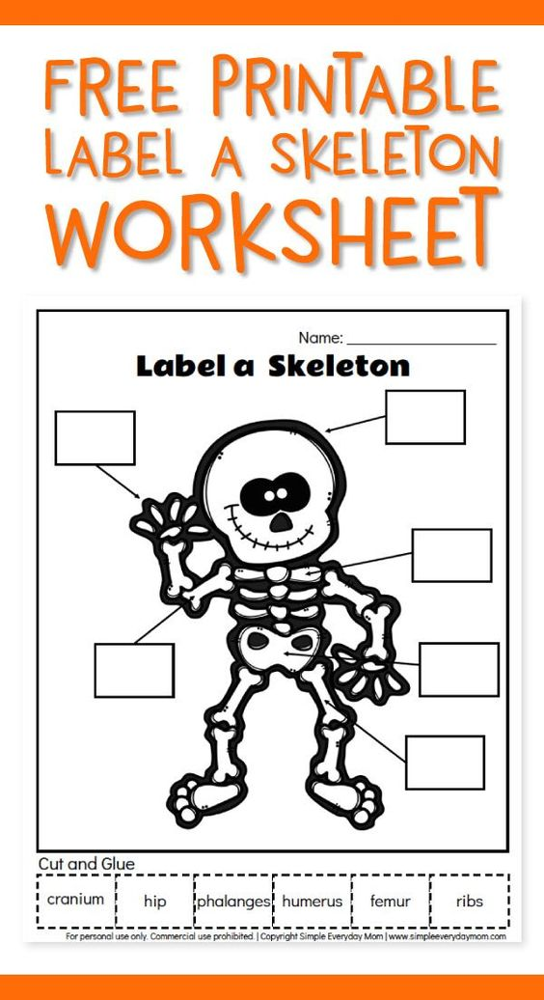 FREE PRINTABLE
LABEL A SKELETON
WORKSHEET
Name: ____________________
Label a Skeleton
Cut and Glue
cranium hip phalanges humerus femur ribs
For personal use only. Commercial use prohibited. | Copyright Simple Everyday Mom | www.simpleeverydaymom.com